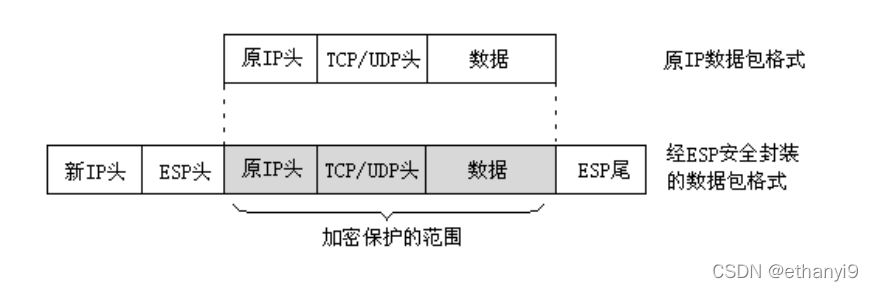 原IP头 TCP/UDP头 数据 原IP数据包格式
新IP头 ESP头 原IP头 TCP/UDP头 数据 ESP尾 经ESP安全封装
的数据包格式
加密保护的范围
CSDN @ethanyi9